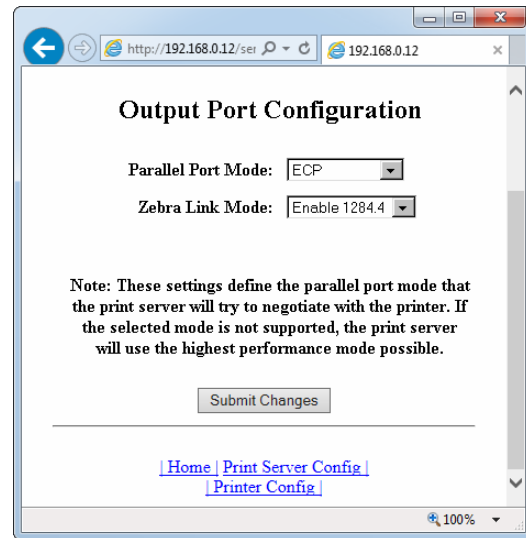 http://192.168.0.12/ser
192.168.0.12
Output Port Configuration
Parallel Port Mode: ECP
Zebra Link Mode: Enable 1284.4
Note: These settings define the parallel port mode that
the print server will try to negotiate with the printer. If
the selected mode is not supported, the print server
will use the highest performance mode possible.
Submit Changes
| Home | Print Server Config |
| Printer Config |
100%